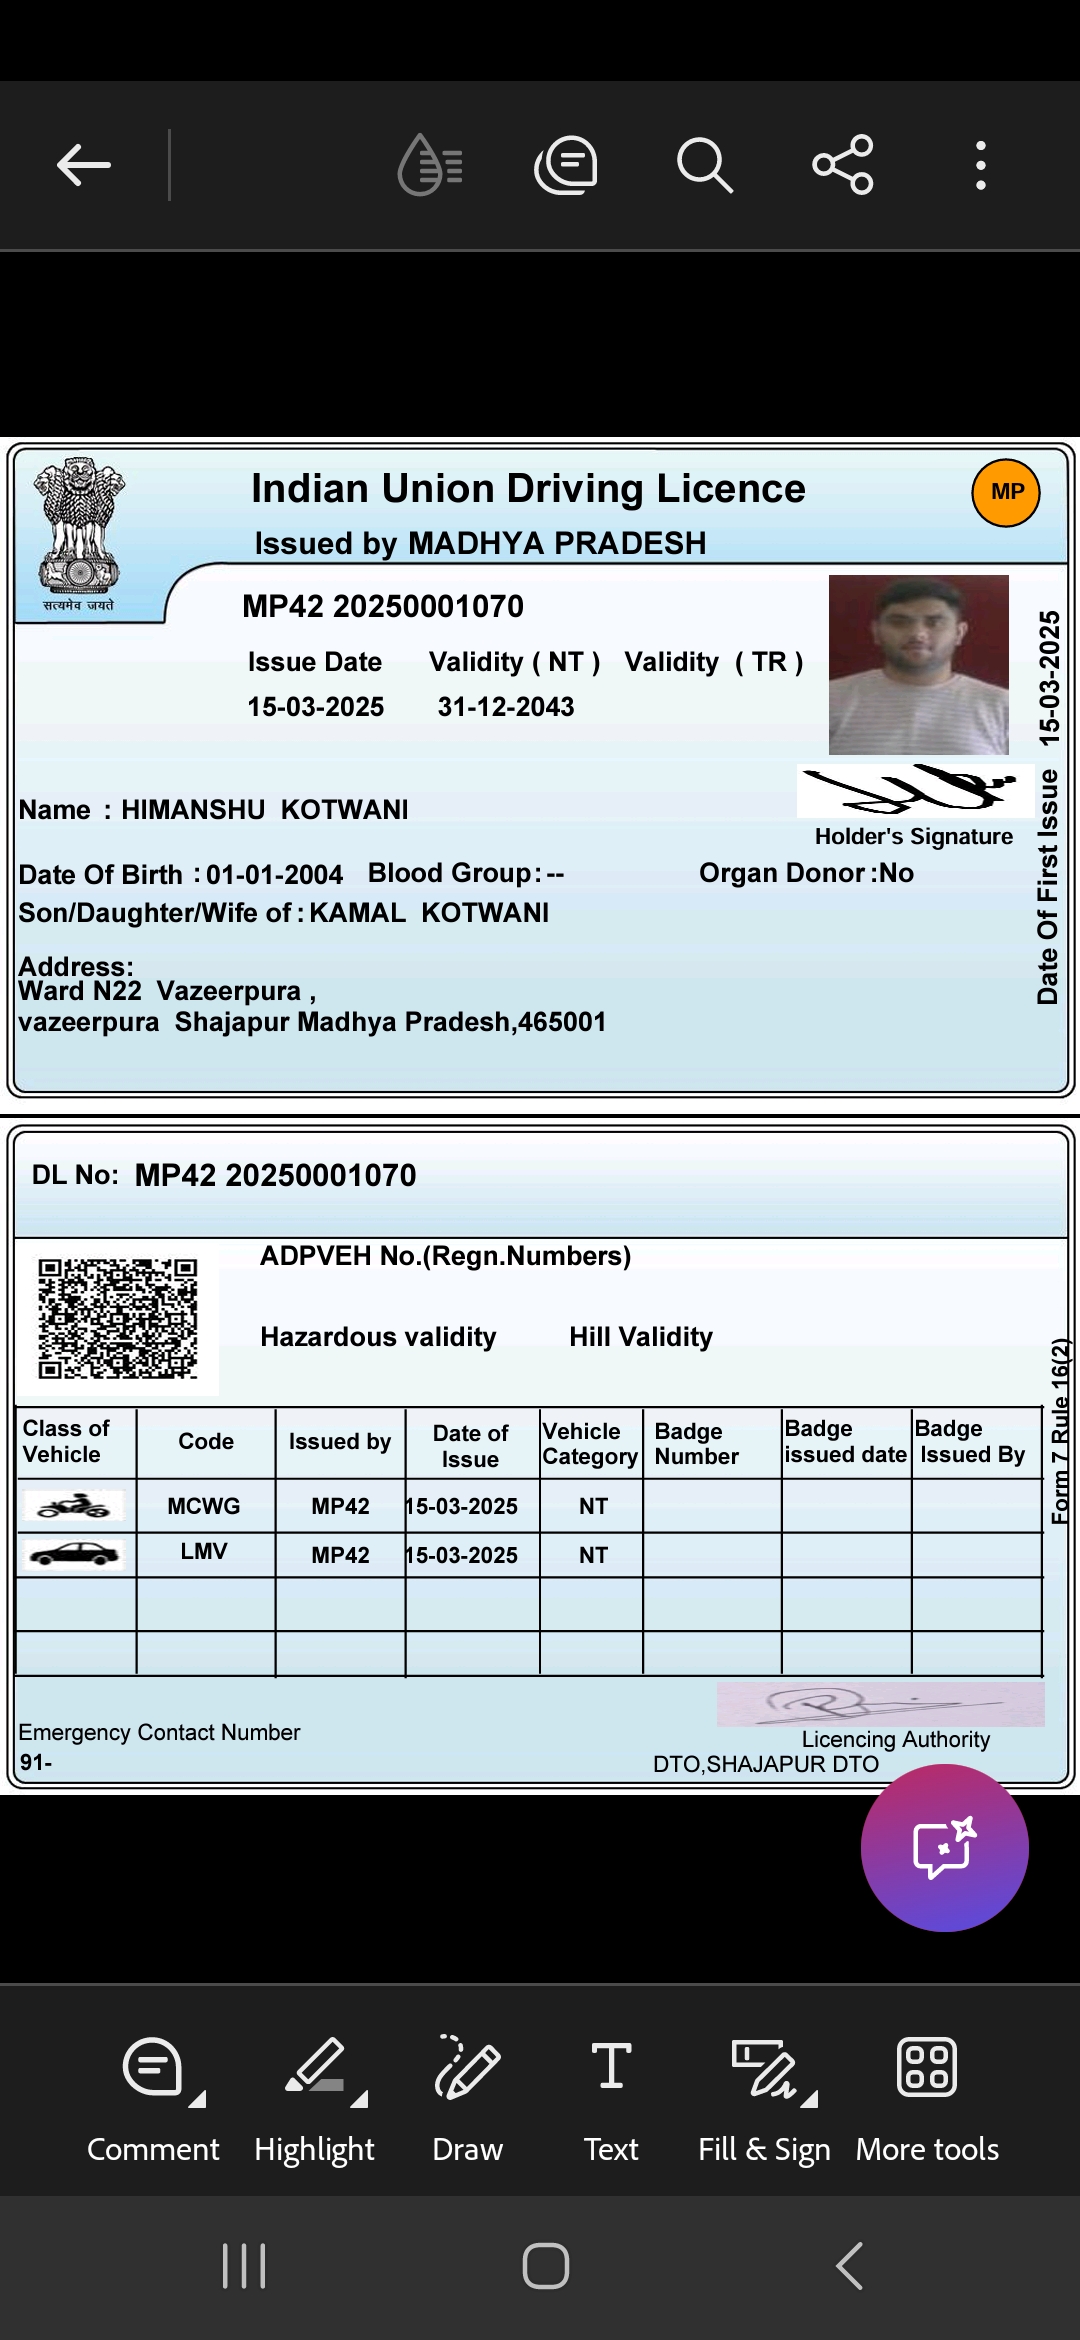 Indian Union Driving Licence
MP
Issued by MADHYA PRADESH
सत्यमेव जयते
MP42 20250001070
Issue Date Validity ( NT ) Validity ( TR )
15-03-2025 31-12-2043
Date Of First Issue 15-03-2025
Name : HIMANSHU KOTWANI
Holder's Signature
Date Of Birth : 01-01-2004 Blood Group: -- Organ Donor :No
Son/Daughter/Wife of : KAMAL KOTWANI
Address:
Ward N22 Vazeerpura ,
vazeerpura Shajapur Madhya Pradesh,465001
DL No: MP42 20250001070
ADPVEH No.(Regn.Numbers)
Hazardous validity Hill Validity
Form 7 Rule 16(2)
Class of Vehicle Code Issued by Date of Issue Vehicle Category Badge Number Badge issued date Badge Issued By
MCWG MP42 15-03-2025 NT
LMV MP42 15-03-2025 NT
Emergency Contact Number
91-
Licencing Authority
DTO,SHAJAPUR DTO
Comment Highlight Draw Text Fill & Sign More tools